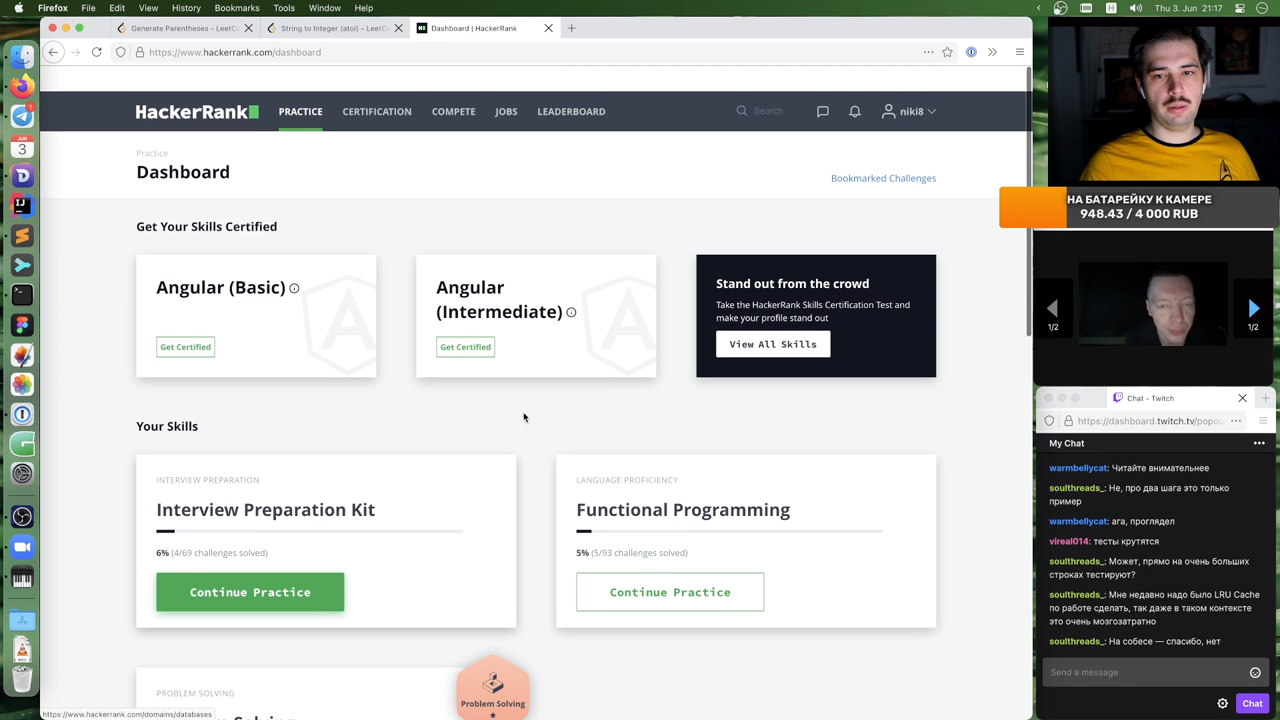 Firefox File Edit View History Bookmarks Tools Window Help
Generate Parentheses - LeetCo
String to Integer (atoi) - LeetCo
Dashboard | HackerRank
https://www.hackerrank.com/dashboard
HackerRank
PRACTICE CERTIFICATION COMPETE JOBS LEADERBOARD
Search
niki8
Practice
Dashboard
Bookmarked Challenges
Get Your Skills Certified
Angular (Basic)
Get Certified
Angular
(Intermediate)
Get Certified
Stand out from the crowd
Take the HackerRank Skills Certification Test and
make your profile stand out
View All Skills
Your Skills
INTERVIEW PREPARATION
Interview Preparation Kit
6% (4/69 challenges solved)
Continue Practice
LANGUAGE PROFICIENCY
Functional Programming
5% (5/93 challenges solved)
Continue Practice
PROBLEM SOLVING
Problem Solving
https://www.hackerrank.com/domains/databases
JUN
3
НА БАТАРЕЙКУ К КАМЕРЕ
948.43 / 4 000 RUB
1/2
1/2
Chat - Twitch
https://dashboard.twitch.tv/popou
My Chat
warmbellycat: Читайте внимательнее
soulthreads_: Не, про два шага это только
пример
warmbellycat: ага, проглядел
vireal014: тесты крутятся
soulthreads_: Может, прямо на очень больших
строках тестируют?
soulthreads_: Мне недавно надо было LRU Cache
по работе сделать, так даже в таком контексте
это очень мозгозатратно
soulthreads_: На собесе — спасибо, нет
Send a message
Chat